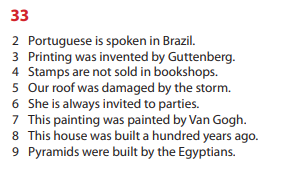 33
2 Portuguese is spoken in Brazil.
3 Printing was invented by Guttenberg.
4 Stamps are not sold in bookshops.
5 Our roof was damaged by the storm.
6 She is always invited to parties.
7 This painting was painted by Van Gogh.
8 This house was built a hundred years ago.
9 Pyramids were built by the Egyptians.